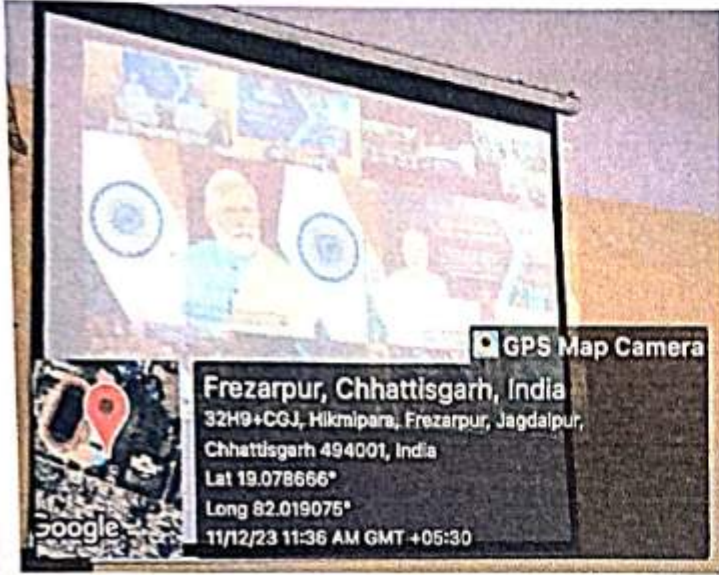 GPS Map Camera
Frezarpur, Chhattisgarh, India
32H9+CGJ, Hikmipara, Frezarpur, Jagdalpur,
Chhattisgarh 494001, India
Lat 19.078666°
Long 82.019075°
11/12/23 11:36 AM GMT +05:30
Google